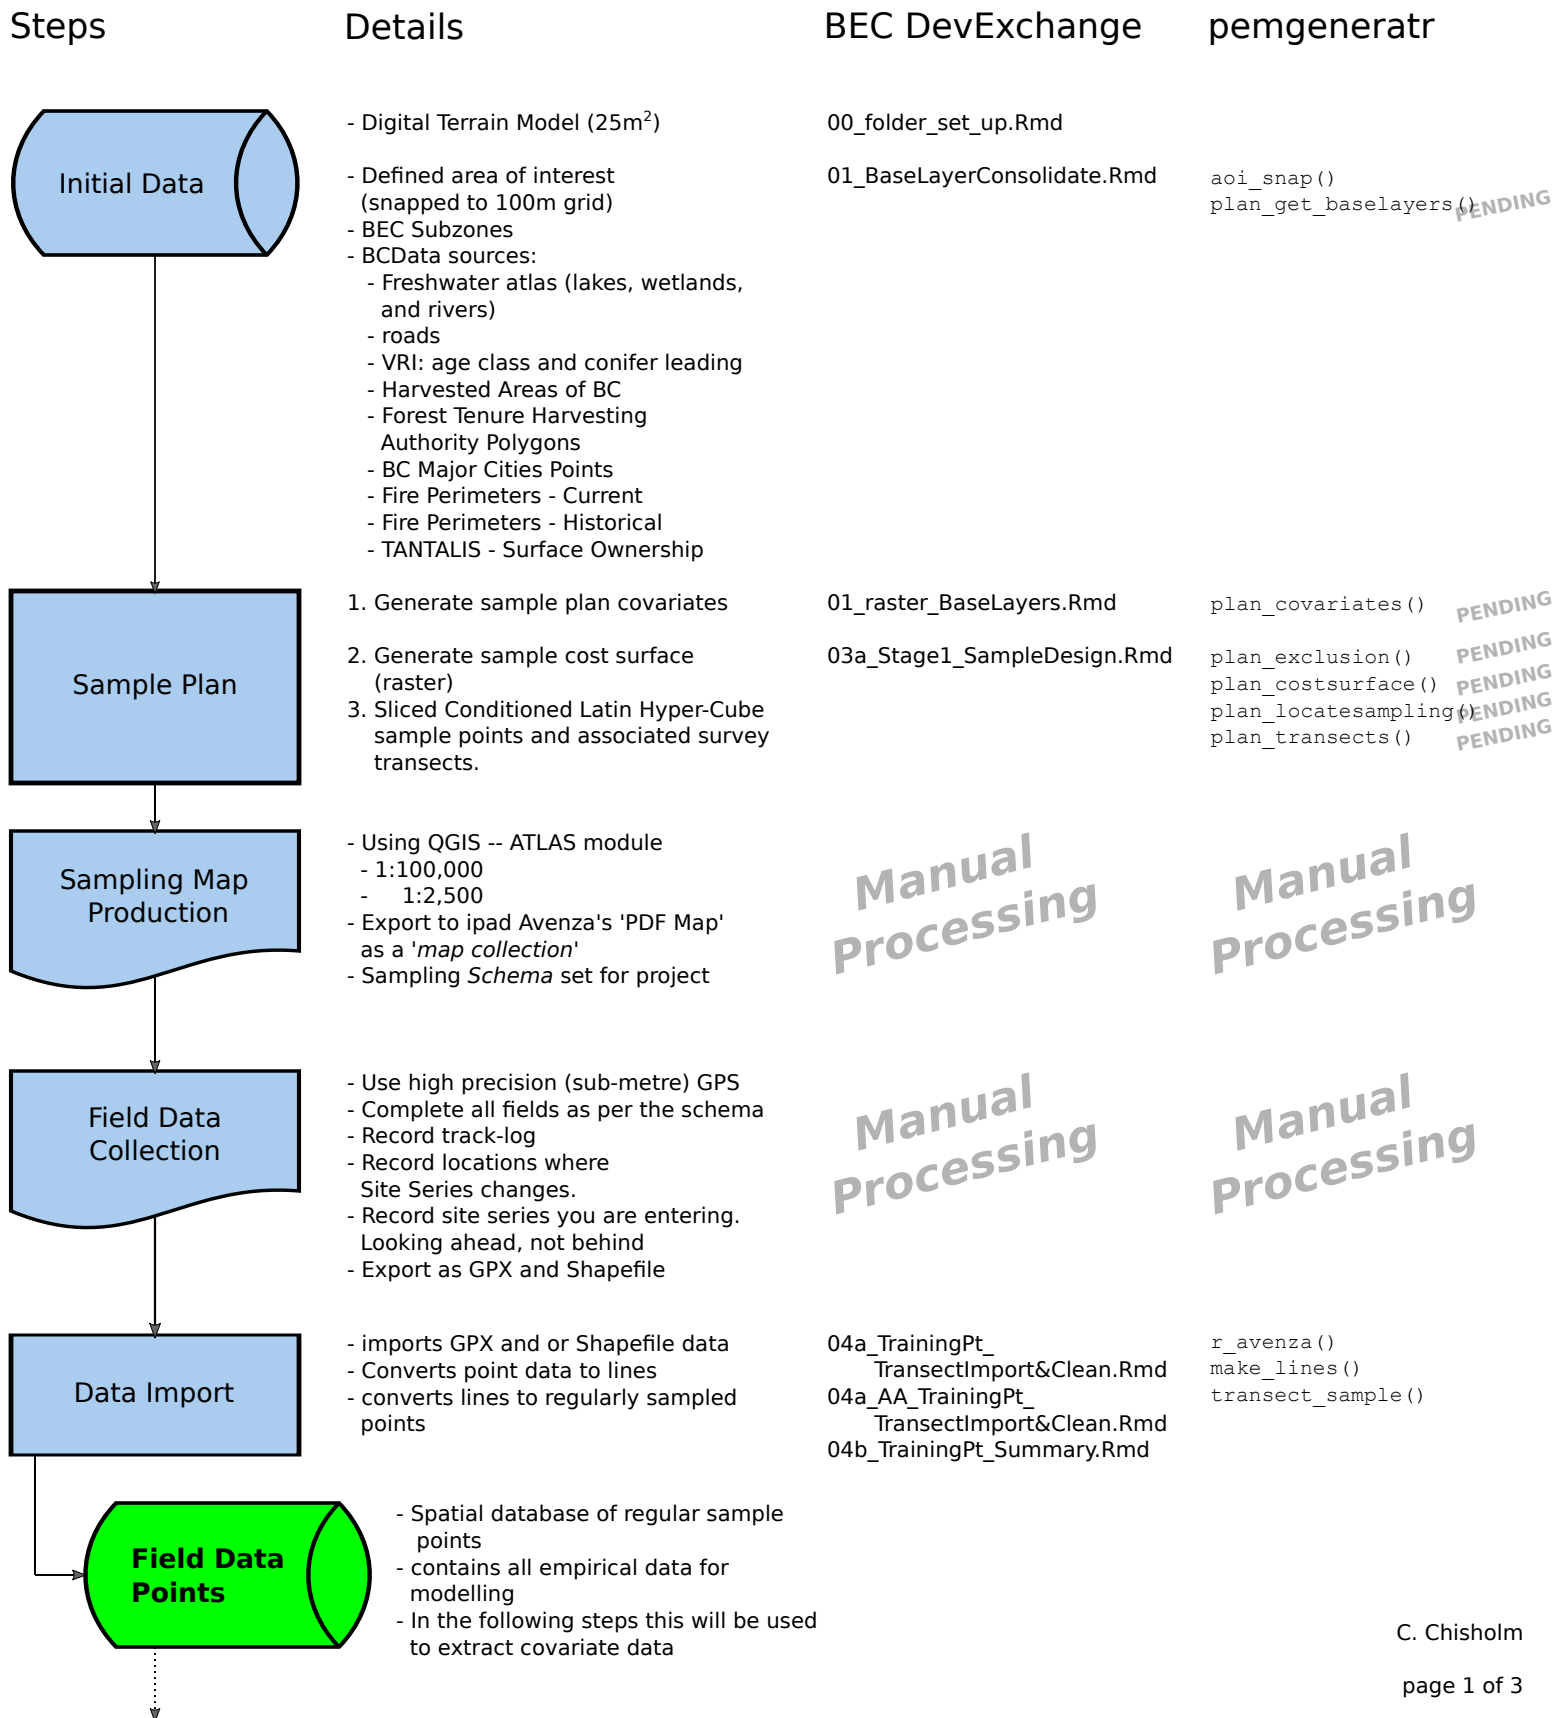 Steps
Details
BEC DevExchange
pemgeneratr
Initial Data
- Digital Terrain Model (25m²)
- Defined area of interest
(snapped to 100m grid)
- BEC Subzones
- BCData sources:
- Freshwater atlas (lakes, wetlands,
and rivers)
- roads
- VRI: age class and conifer leading
- Harvested Areas of BC
- Forest Tenure Harvesting
Authority Polygons
- BC Major Cities Points
- Fire Perimeters - Current
- Fire Perimeters - Historical
- TANTALIS - Surface Ownership
00_folder_set_up.Rmd
01_BaseLayerConsolidate.Rmd
aoi_snap()
plan_get_baselayers()
PENDING
Sample Plan
1. Generate sample plan covariates
2. Generate sample cost surface
(raster)
3. Sliced Conditioned Latin Hyper-Cube
sample points and associated survey
transects.
01_raster_BaseLayers.Rmd
03a_Stage1_SampleDesign.Rmd
plan_covariates()
PENDING
plan_exclusion()
PENDING
plan_costsurface()
PENDING
plan_locatesampling()
PENDING
plan_transects()
PENDING
Sampling Map
Production
- Using QGIS -- ATLAS module
- 1:100,000
- 1:2,500
- Export to ipad Avenza's 'PDF Map'
as a 'map collection'
- Sampling Schema set for project
Manual
Processing
Manual
Processing
Field Data
Collection
- Use high precision (sub-metre) GPS
- Complete all fields as per the schema
- Record track-log
- Record locations where
Site Series changes.
- Record site series you are entering.
Looking ahead, not behind
- Export as GPX and Shapefile
Manual
Processing
Manual
Processing
Data Import
- imports GPX and or Shapefile data
- Converts point data to lines
- converts lines to regularly sampled
points
04a_TrainingPt_
TransectImport&Clean.Rmd
04a_AA_TrainingPt_
TransectImport&Clean.Rmd
04b_TrainingPt_Summary.Rmd
r_avenza()
make_lines()
transect_sample()
Field Data
Points
- Spatial database of regular sample
points
- contains all empirical data for
modelling
- In the following steps this will be used
to extract covariate data
C. Chisholm
page 1 of 3